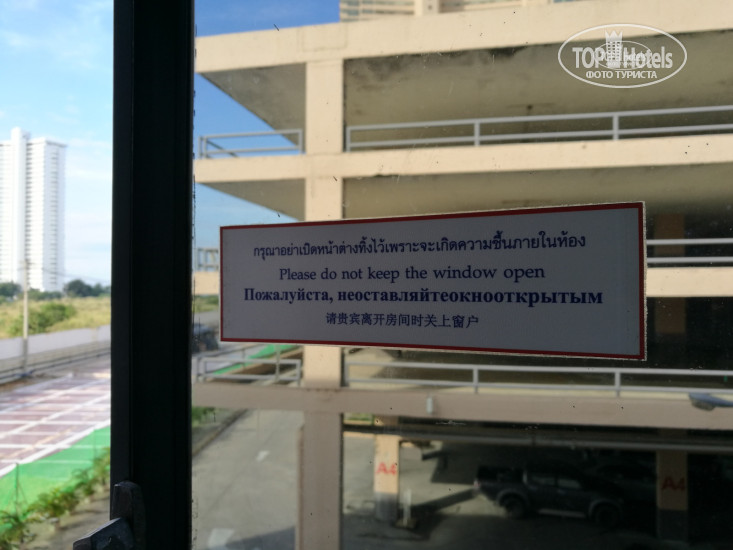 TOPHotels
ФОТО ТУРИСТА
กรุณาอย่าเปิดหน้าต่างทิ้งไว้เพราะจะเกิดความชื้นภายในห้อง
Please do not keep the window open
Пожалуйста, неоставляйтеокнооткрытым
请贵宾离开房间时关上窗户
A4
A4